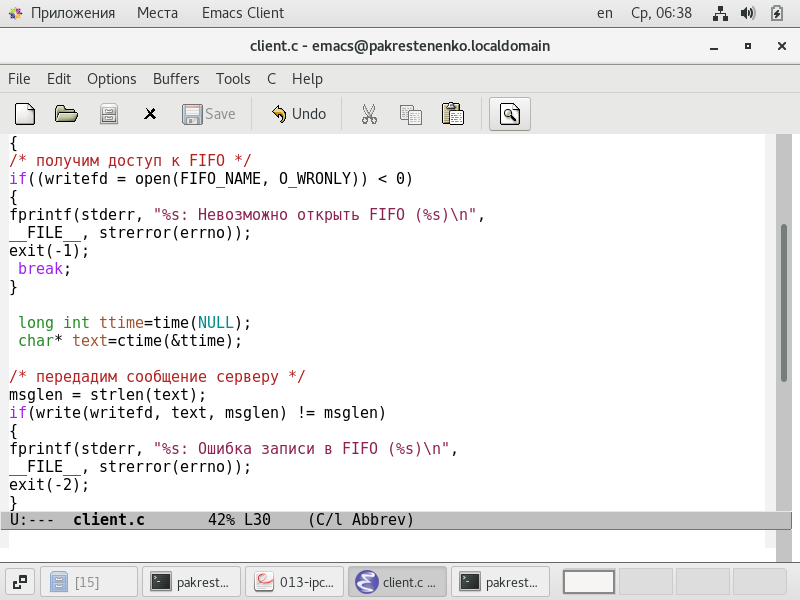 Приложения Места Emacs Client en Ср, 06:38
client.c - emacs@pakrestenenko.localdomain
File Edit Options Buffers Tools C Help
Save Undo
{
/* получим доступ к FIFO */
if((writefd = open(FIFO_NAME, O_WRONLY)) < 0)
{
fprintf(stderr, "%s: Невозможно открыть FIFO (%s)\n",
__FILE__, strerror(errno));
exit(-1);
break;
}
long int ttime=time(NULL);
char* text=ctime(&ttime);
/* передадим сообщение серверу */
msglen = strlen(text);
if(write(writefd, text, msglen) != msglen)
{
fprintf(stderr, "%s: Ошибка записи в FIFO (%s)\n",
__FILE__, strerror(errno));
exit(-2);
}
U:--- client.c 42% L30 (C/l Abbrev)
[15] pakrest... 013-ipc... client.c ... pakrest...